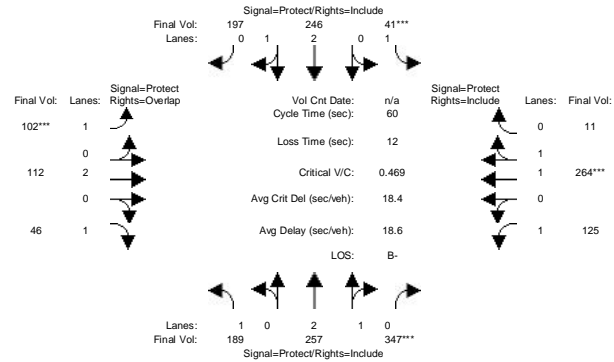 Signal=Protect/Rights=Include
Final Vol: 197 246 41***
Lanes: 0 1 2 0 1
Signal=Protect Signal=Protect
Final Vol: Lanes: Rights=Overlap Vol Cnt Date: n/a Rights=Include Lanes: Final Vol:
Cycle Time (sec): 60
102*** 1 0 11
Loss Time (sec): 12
0 1
112 2 Critical V/C: 0.469 1 264***
0 Avg Crit Del (sec/veh): 18.4 0
46 1 Avg Delay (sec/veh): 18.6 1 125
LOS: B-
Lanes: 1 0 2 1 0
Final Vol: 189 257 347***
Signal=Protect/Rights=Include